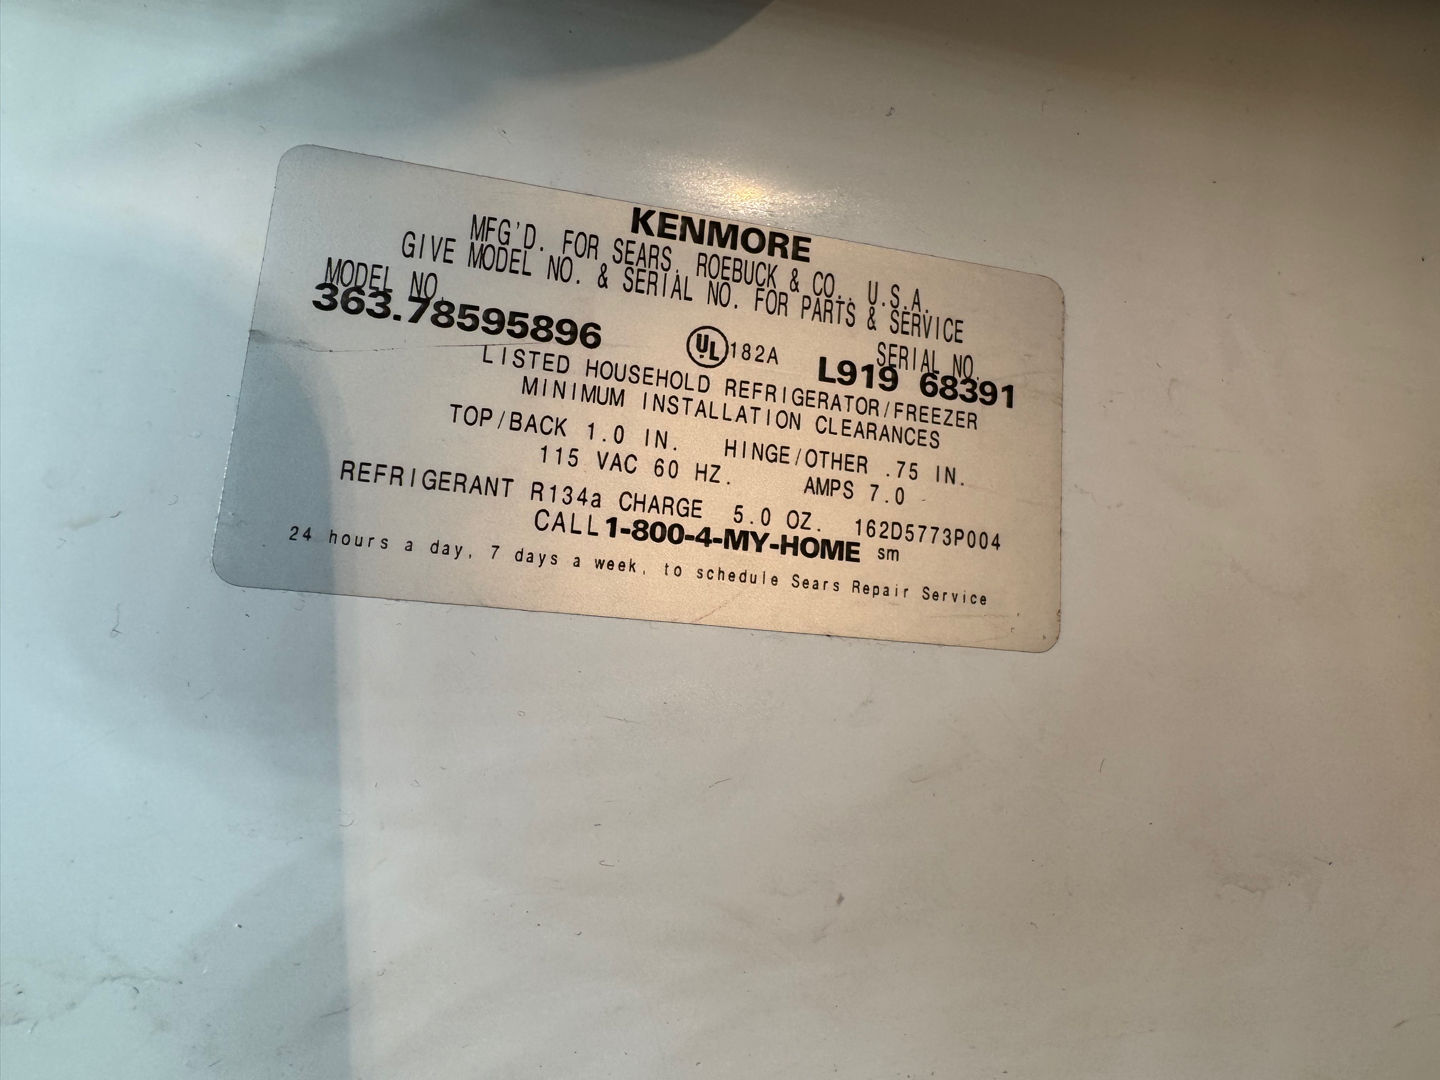 KENMORE
MFG'D. FOR SEARS, ROEBUCK & CO., U.S.A.
GIVE MODEL NO. & SERIAL NO. FOR PARTS & SERVICE
MODEL NO. SERIAL NO.
363.78595896 UL 182A L919 68391
LISTED HOUSEHOLD REFRIGERATOR/FREEZER
MINIMUM INSTALLATION CLEARANCES
TOP/BACK 1.0 IN. HINGE/OTHER .75 IN.
115 VAC 60 HZ. AMPS 7.0
REFRIGERANT R134a CHARGE 5.0 OZ. 162D5773P004
CALL 1-800-4-MY-HOME sm
24 hours a day, 7 days a week, to schedule Sears Repair Service